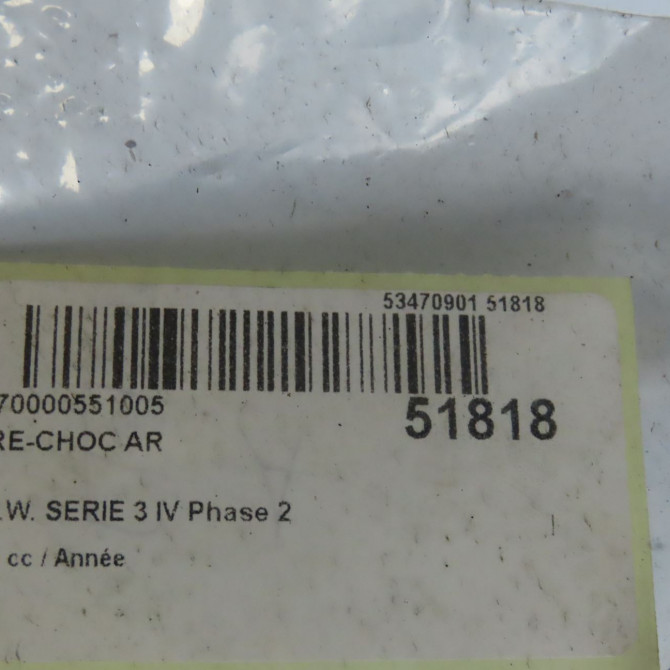 53470901 51818
70000551005
51818
RE-CHOC AR
.W. SERIE 3 IV Phase 2
cc / Année